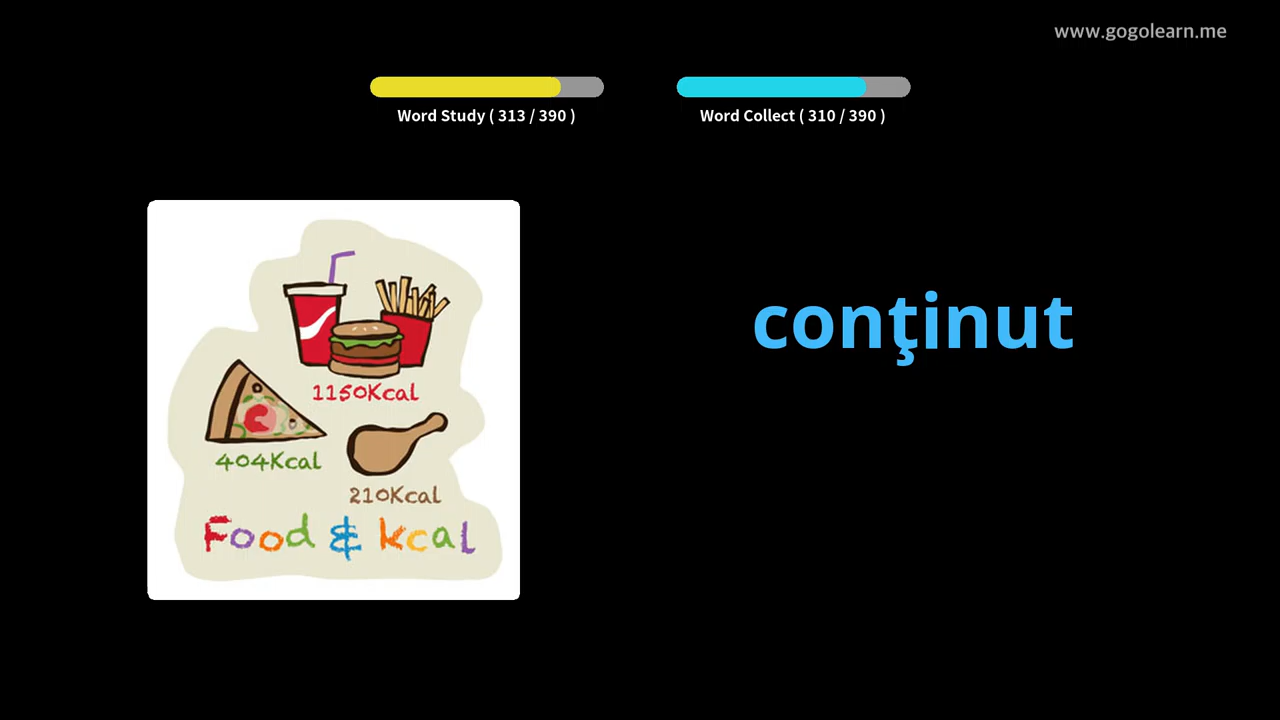 www.gogolearn.me
Word Study ( 313 / 390 )
Word Collect ( 310 / 390 )
conţinut
1150Kcal
404Kcal
210Kcal
Food & kcal